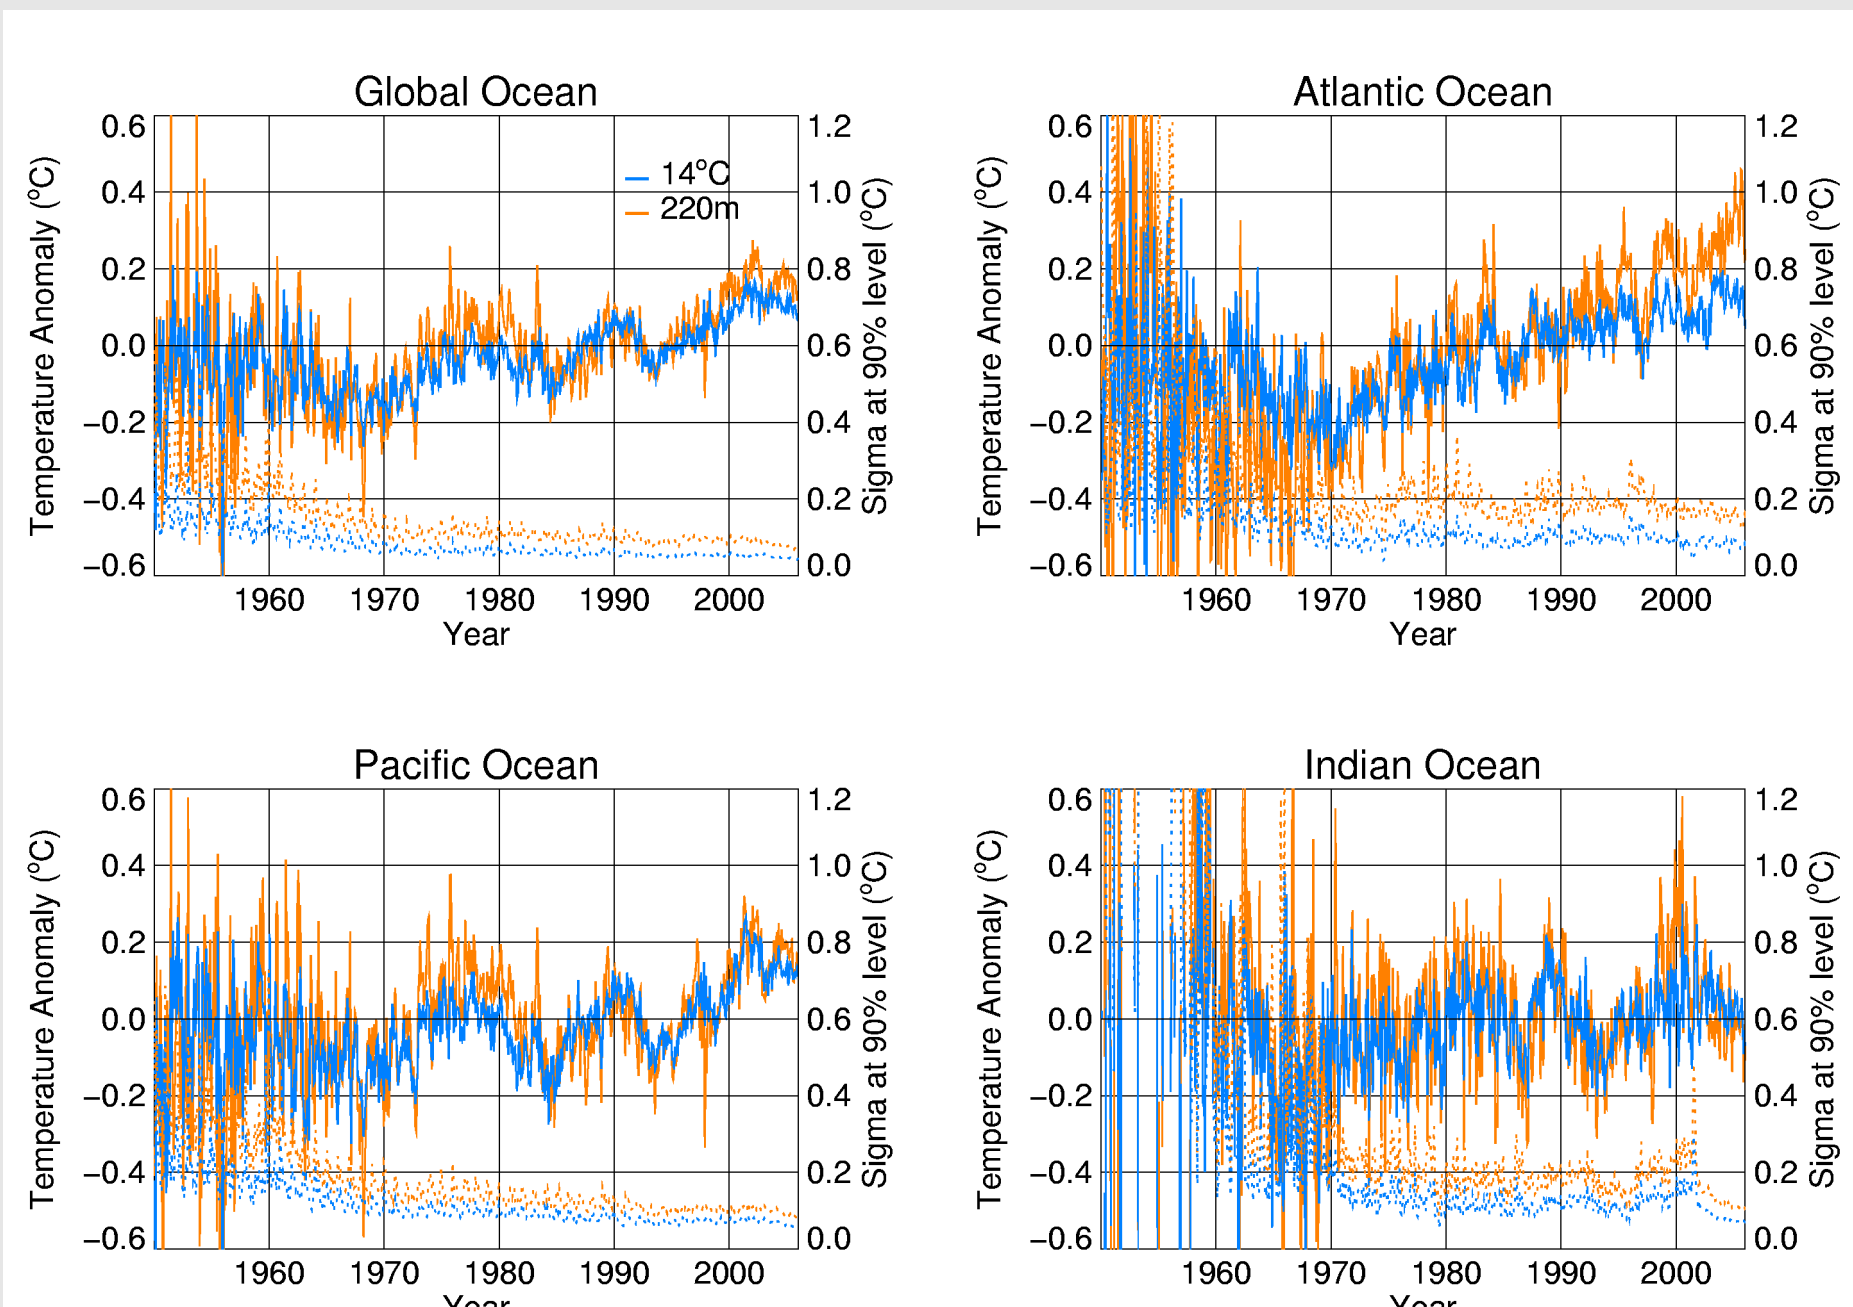 Global Ocean
0.6
0.4
0.2
0.0
−0.2
−0.4
−0.6
Temperature Anomaly (°C)
14°C
220m
1.2
1.0
0.8
0.6
0.4
0.2
0.0
Sigma at 90% level (°C)
1960 1970 1980 1990 2000
Year
Atlantic Ocean
0.6
0.4
0.2
0.0
−0.2
−0.4
−0.6
Temperature Anomaly (°C)
1.2
1.0
0.8
0.6
0.4
0.2
0.0
Sigma at 90% level (°C)
1960 1970 1980 1990 2000
Year
Pacific Ocean
0.6
0.4
0.2
0.0
−0.2
−0.4
−0.6
Temperature Anomaly (°C)
1.2
1.0
0.8
0.6
0.4
0.2
0.0
Sigma at 90% level (°C)
1960 1970 1980 1990 2000
Year
Indian Ocean
0.6
0.4
0.2
0.0
−0.2
−0.4
−0.6
Temperature Anomaly (°C)
1.2
1.0
0.8
0.6
0.4
0.2
0.0
Sigma at 90% level (°C)
1960 1970 1980 1990 2000
Year